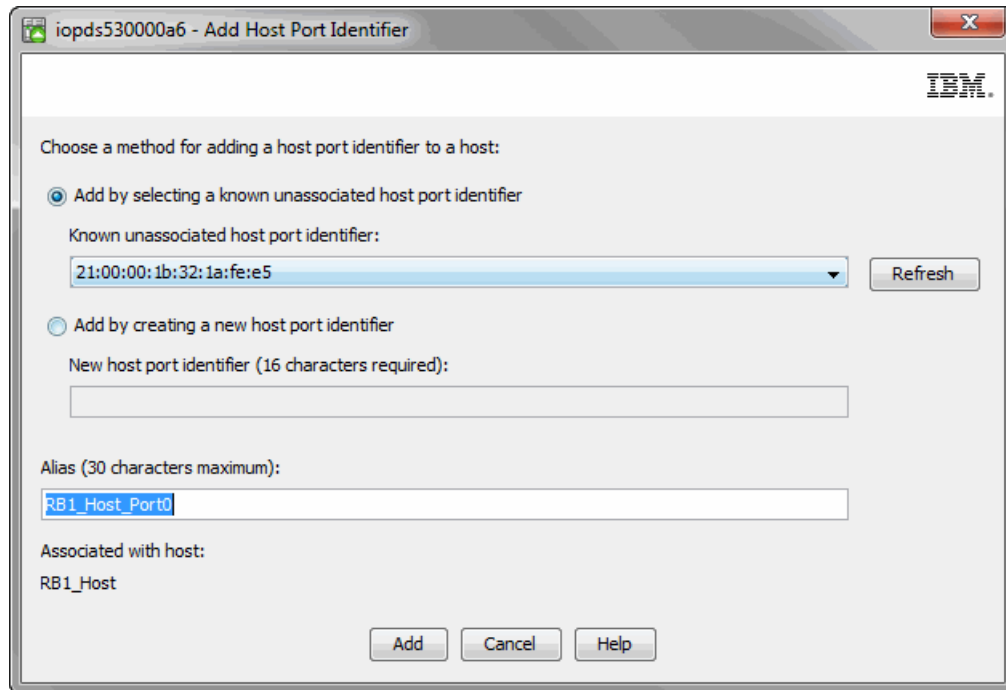 iopds530000a6 - Add Host Port Identifier
IBM.
Choose a method for adding a host port identifier to a host:
Add by selecting a known unassociated host port identifier
Known unassociated host port identifier:
21:00:00:1b:32:1a:fe:e5
Refresh
Add by creating a new host port identifier
New host port identifier (16 characters required):
Alias (30 characters maximum):
RB1_Host_Port0
Associated with host:
RB1_Host
Add Cancel Help